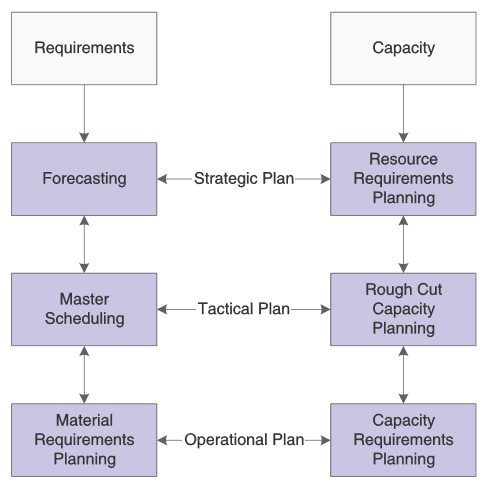 Requirements
Capacity
Forecasting
Strategic Plan
Resource
Requirements
Planning
Master
Scheduling
Tactical Plan
Rough Cut
Capacity
Planning
Material
Requirements
Planning
Operational Plan
Capacity
Requirements
Planning